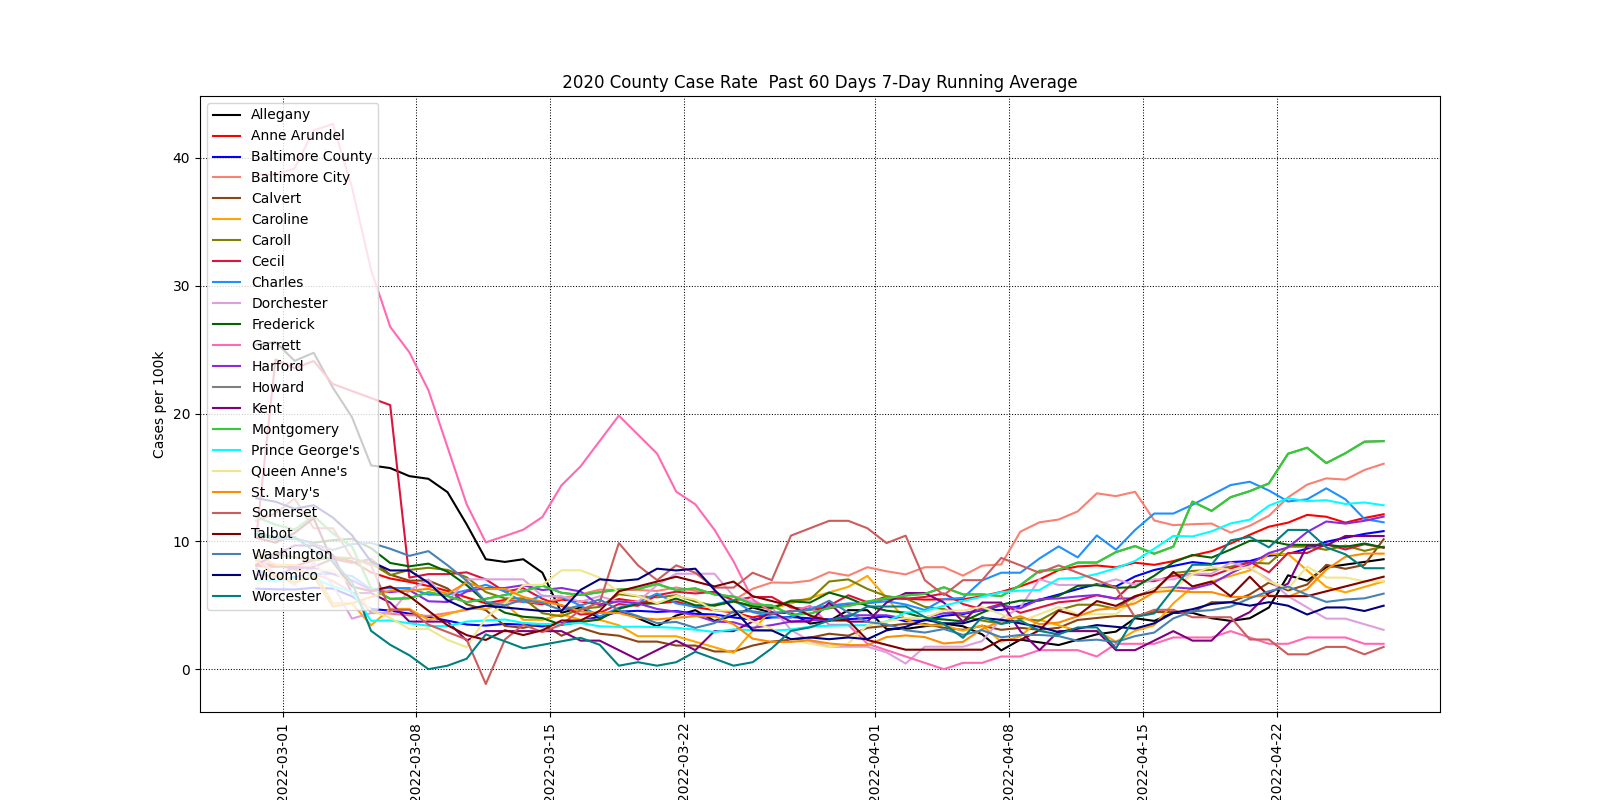 2020 County Case Rate  Past 60 Days 7-Day Running Average
Allegany
Anne Arundel
Baltimore County
Baltimore City
Calvert
Caroline
Caroll
Cecil
Charles
Dorchester
Frederick
Garrett
Harford
Howard
Kent
Montgomery
Prince George's
Queen Anne's
St. Mary's
Somerset
Talbot
Washington
Wicomico
Worcester
Cases per 100k
40
30
20
10
0
2022-03-01
2022-03-08
2022-03-15
2022-03-22
2022-04-01
2022-04-08
2022-04-15
2022-04-22